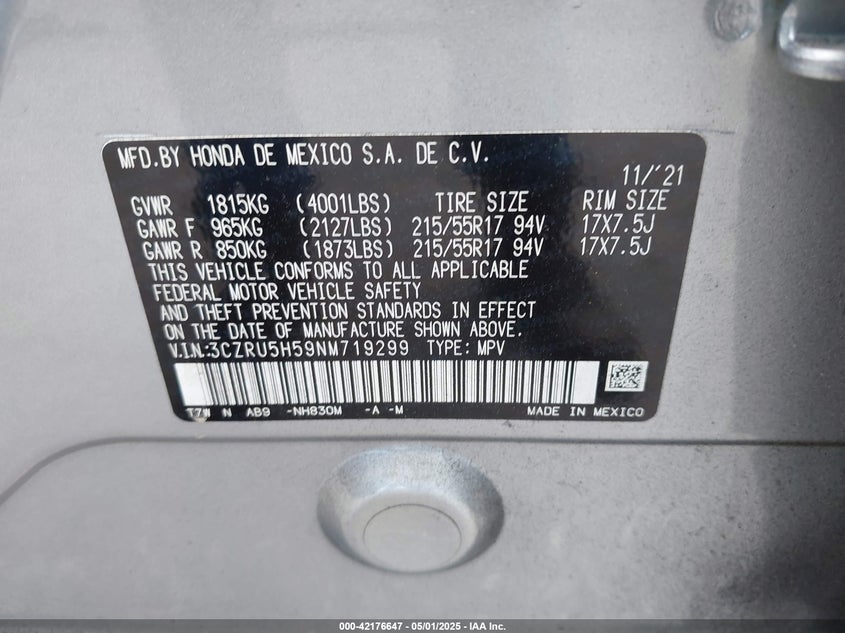 MFD.BY HONDA DE MEXICO S.A. DE C.V.
11/'21
GVWR 1815KG (4001LBS) TIRE SIZE RIM SIZE
GAWR F 965KG (2127LBS) 215/55R17 94V 17X7.5J
GAWR R 850KG (1873LBS) 215/55R17 94V 17X7.5J
THIS VEHICLE CONFORMS TO ALL APPLICABLE
FEDERAL MOTOR VEHICLE SAFETY
AND THEFT PREVENTION STANDARDS IN EFFECT
ON THE DATE OF MANUFACTURE SHOWN ABOVE.
V.I.N:3CZRU5H59NM719299 TYPE: MPV
T7W N AB9 -NH830M -A -M MADE IN MEXICO
000-42176647 - 05/01/2025 - IAA Inc.